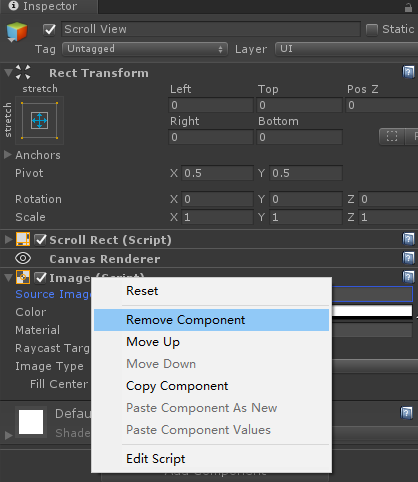 Inspector
Scroll View Static
Tag Untagged Layer UI
Rect Transform
stretch Left Top Pos Z
stretch 0 0 0
Right Bottom
0 0
Anchors
Pivot X 0.5 Y 0.5
Rotation X 0 Y 0 Z 0
Scale X 1 Y 1 Z 1
Scroll Rect (Script)
Canvas Renderer
Image (Script)
Source Imag
Color
Material
Raycast Targ
Image Type
Fill Center
Defau
Shade
Reset
Remove Component
Move Up
Move Down
Copy Component
Paste Component As New
Paste Component Values
Edit Script